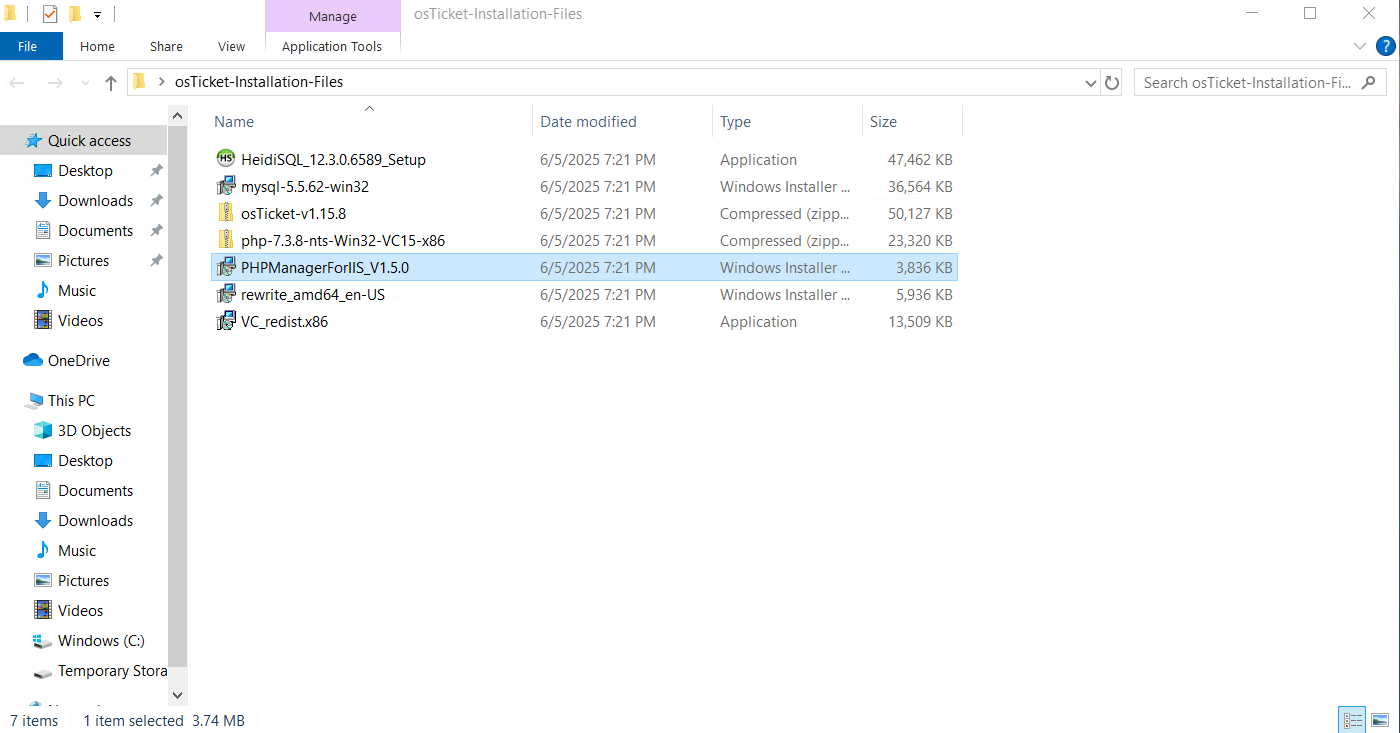 Manage
osTicket-Installation-Files
File
Home
Share
View
Application Tools
?
osTicket-Installation-Files
Search osTicket-Installation-Fi...
Name
Date modified
Type
Size
HS
HeidiSQL_12.3.0.6589_Setup 6/5/2025 7:21 PM Application 47,462 KB
mysql-5.5.62-win32 6/5/2025 7:21 PM Windows Installer ... 36,564 KB
osTicket-v1.15.8 6/5/2025 7:21 PM Compressed (zipp... 50,127 KB
php-7.3.8-nts-Win32-VC15-x86 6/5/2025 7:21 PM Compressed (zipp... 23,320 KB
PHPManagerForIIS_V1.5.0 6/5/2025 7:21 PM Windows Installer ... 3,836 KB
rewrite_amd64_en-US 6/5/2025 7:21 PM Windows Installer ... 5,936 KB
VC_redist.x86 6/5/2025 7:21 PM Application 13,509 KB
Quick access
Desktop
Downloads
Documents
Pictures
Music
Videos
OneDrive
This PC
3D Objects
Desktop
Documents
Downloads
Music
Pictures
Videos
Windows (C:)
Temporary Stora
7 items 1 item selected 3.74 MB